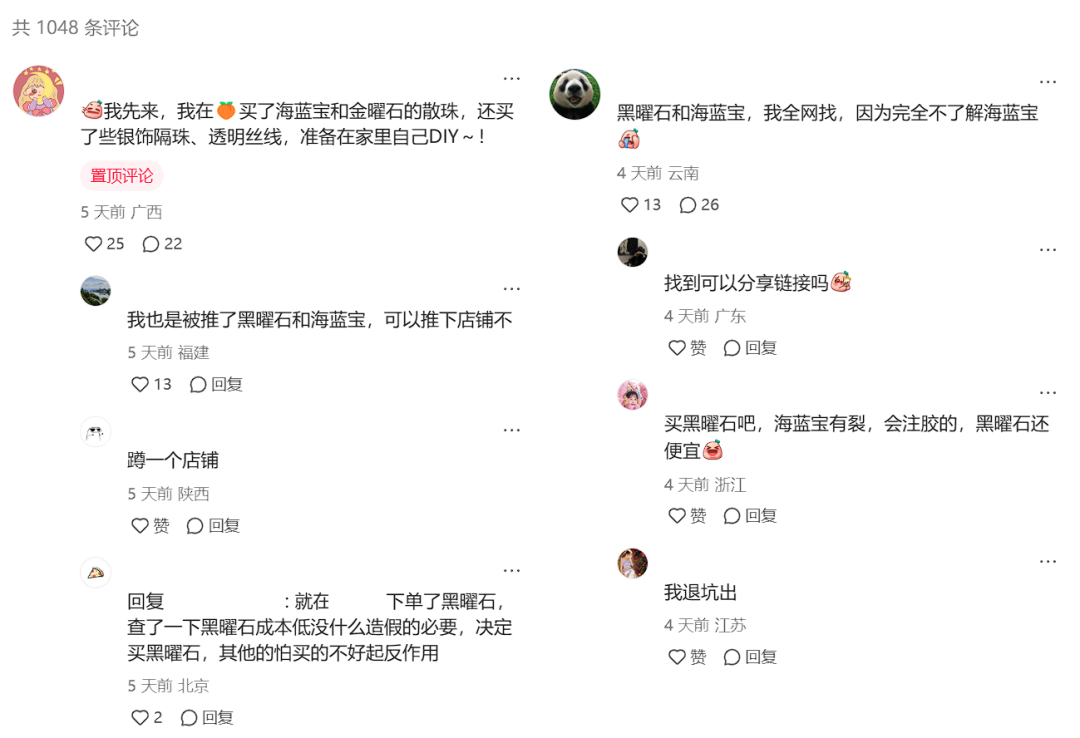 共 1048 条评论
我先来，我在🍊买了海蓝宝和金曜石的散珠，还买
了些银饰隔珠、透明丝线，准备在家里自己DIY～！
置顶评论
5 天前 广西
25 22
我也是被推了黑曜石和海蓝宝，可以推下店铺不
5 天前 福建
13 回复
蹲一个店铺
5 天前 陕西
赞 回复
回复 : 就在 下单了黑曜石，
查了一下黑曜石成本低没什么造假的必要，决定
买黑曜石，其他的怕买的不好起反作用
5 天前 北京
2 回复
黑曜石和海蓝宝，我全网找，因为完全不了解海蓝宝
4 天前 云南
13 26
找到可以分享链接吗
4 天前 广东
赞 回复
买黑曜石吧，海蓝宝有裂，会注胶的，黑曜石还
便宜
4 天前 浙江
赞 回复
我退坑出
4 天前 江苏
赞 回复